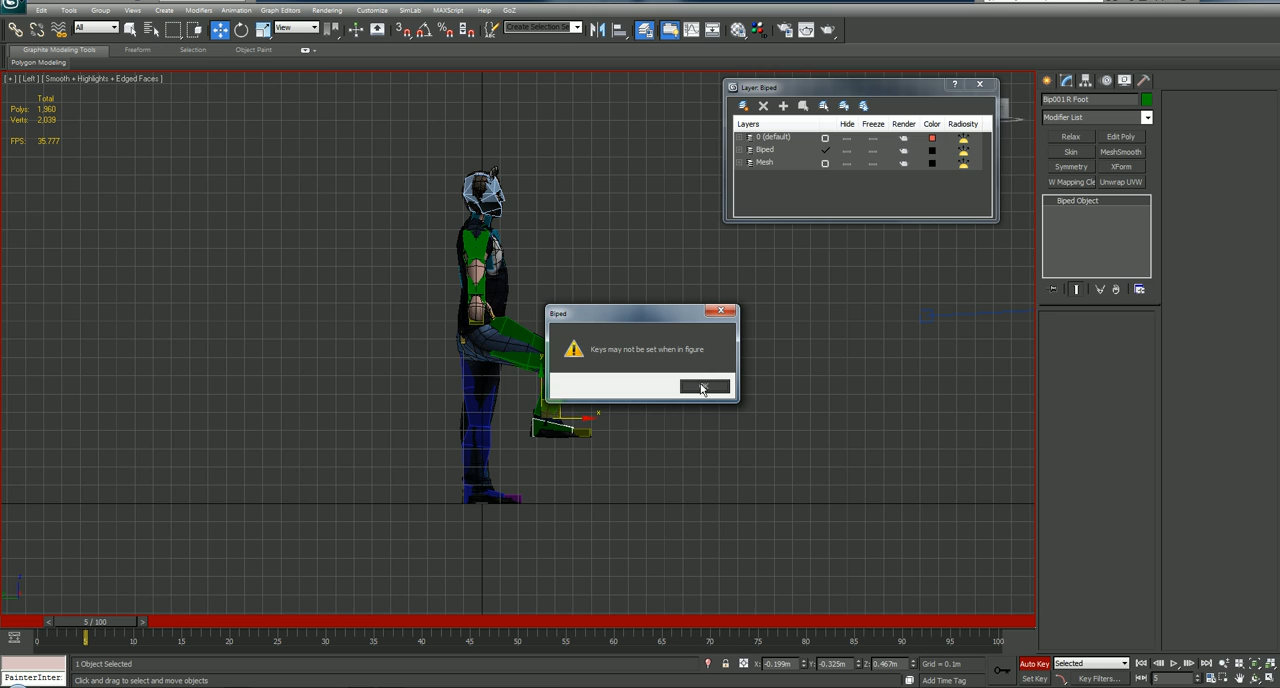 Edit Tools Group Views Create Modifiers Animation Graph Editors Rendering Customize SimLab MAXScript Help GoZ
All View Create Selection Se
Graphite Modeling Tools Freeform Selection Object Paint
Polygon Modeling
[ + ] [ Left ] [ Smooth + Highlights + Edged Faces ]
Total
Polys: 1,960
Verts: 2,039
FPS: 35.777
Layer: Biped
Layers Hide Freeze Render Color Radiosity
0 (default)
Biped
Mesh
Bip001 R Foot
Modifier List
Relax Edit Poly
Skin MeshSmooth
Symmetry XForm
W Mapping Cle Unwrap UVW
Biped Object
Biped
Keys may not be set when in figure
y
x
< 5 / 100 >
0 10 15 20 25 30 35 40 45 50 55 60 65 70 75 80 85 90 95 100
1 Object Selected X: -0.199m Y: -0.325m Z: 0.467m Grid = 0.1m Auto Key Selected
PainterInter: Click and drag to select and move objects Add Time Tag Set Key Key Filters... 5